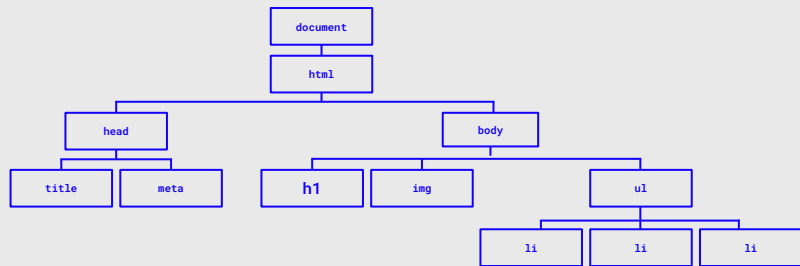 document
html
head
body
title
meta
h1
img
ul
li
li
li